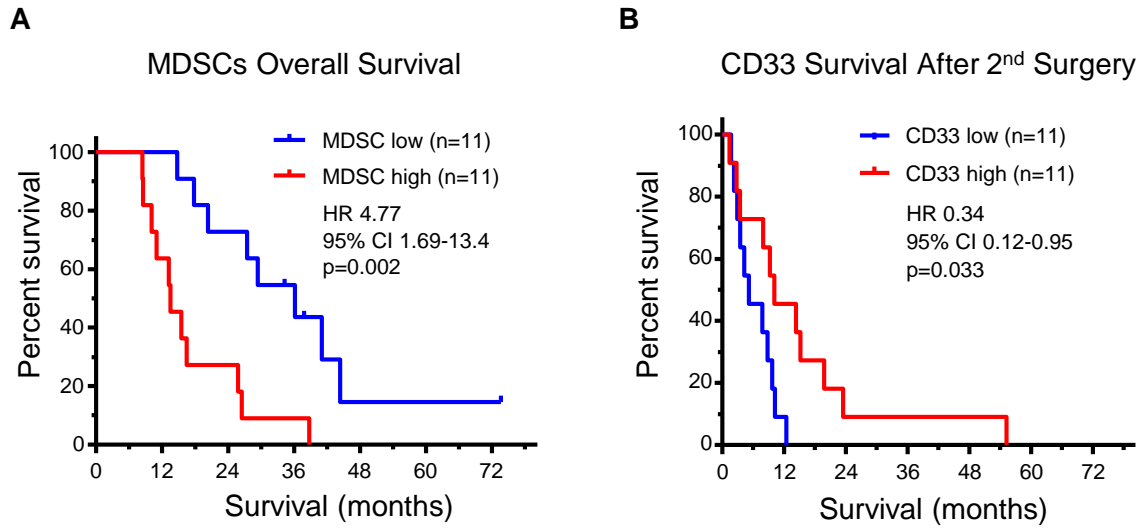 A
MDSCs Overall Survival
MDSC low (n=11)
MDSC high (n=11)
HR 4.77
95% CI 1.69-13.4
p=0.002
Percent survival
100
80
60
40
20
0
0 12 24 36 48 60 72
Survival (months)
B
CD33 Survival After 2nd Surgery
CD33 low (n=11)
CD33 high (n=11)
HR 0.34
95% CI 0.12-0.95
p=0.033
Percent survival
100
80
60
40
20
0
0 12 24 36 48 60 72
Survival (months)